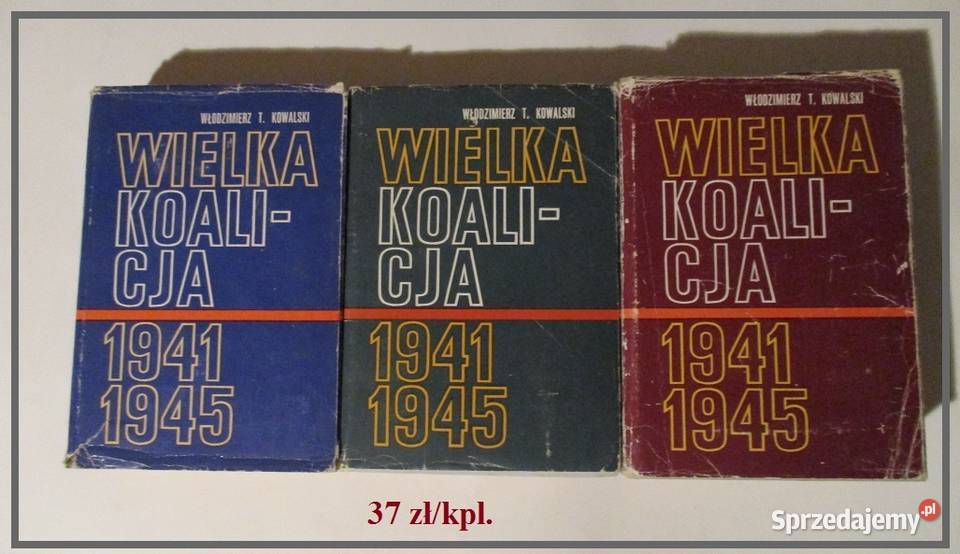 WŁODZIMIERZ T. KOWALSKI
WIELKA
KOALI-
CJA
1941
1945
WŁODZIMIERZ T. KOWALSKI
WIELKA
KOALI-
CJA
1941
1945
WŁODZIMIERZ T. KOWALSKI
WIELKA
KOALI-
CJA
1941
1945
37 zł/kpl.
Sprzedajemy.pl